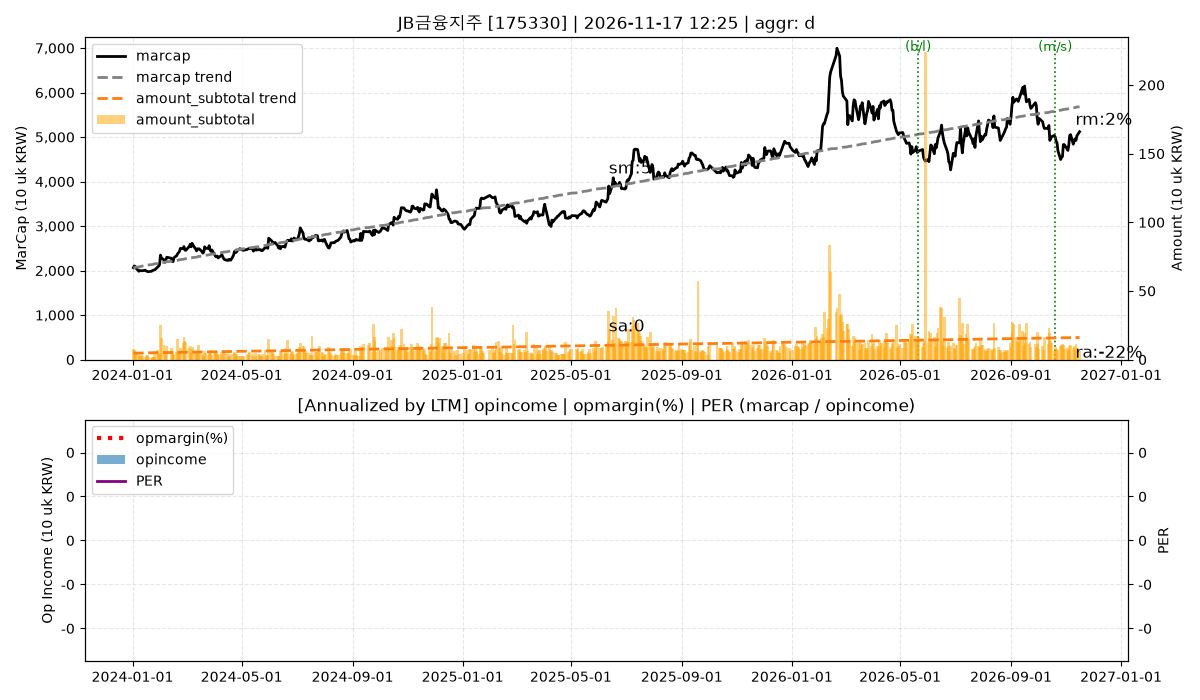 JB금융지주 [175330] | 2026-11-17 12:25 | aggr: d
marcap
marcap trend
amount_subtotal trend
amount_subtotal
(b/l)
(m/s)
7,000
6,000
5,000
4,000
3,000
2,000
1,000
0
MarCap (10 uk KRW)
200
150
100
50
0
Amount (10 uk KRW)
rm:2%
sa:0
ra:-22%
2024-01-01
2024-05-01
2024-09-01
2025-01-01
2025-05-01
2025-09-01
2026-01-01
2026-05-01
2026-09-01
2027-01-01
[Annualized by LTM] opincome | opmargin(%) | PER (marcap / opincome)
opmargin(%)
opincome
PER
0
0
0
-0
-0
Op Income (10 uk KRW)
0
0
0
-0
-0
PER
2024-01-01
2024-05-01
2024-09-01
2025-01-01
2025-05-01
2025-09-01
2026-01-01
2026-05-01
2026-09-01
2027-01-01